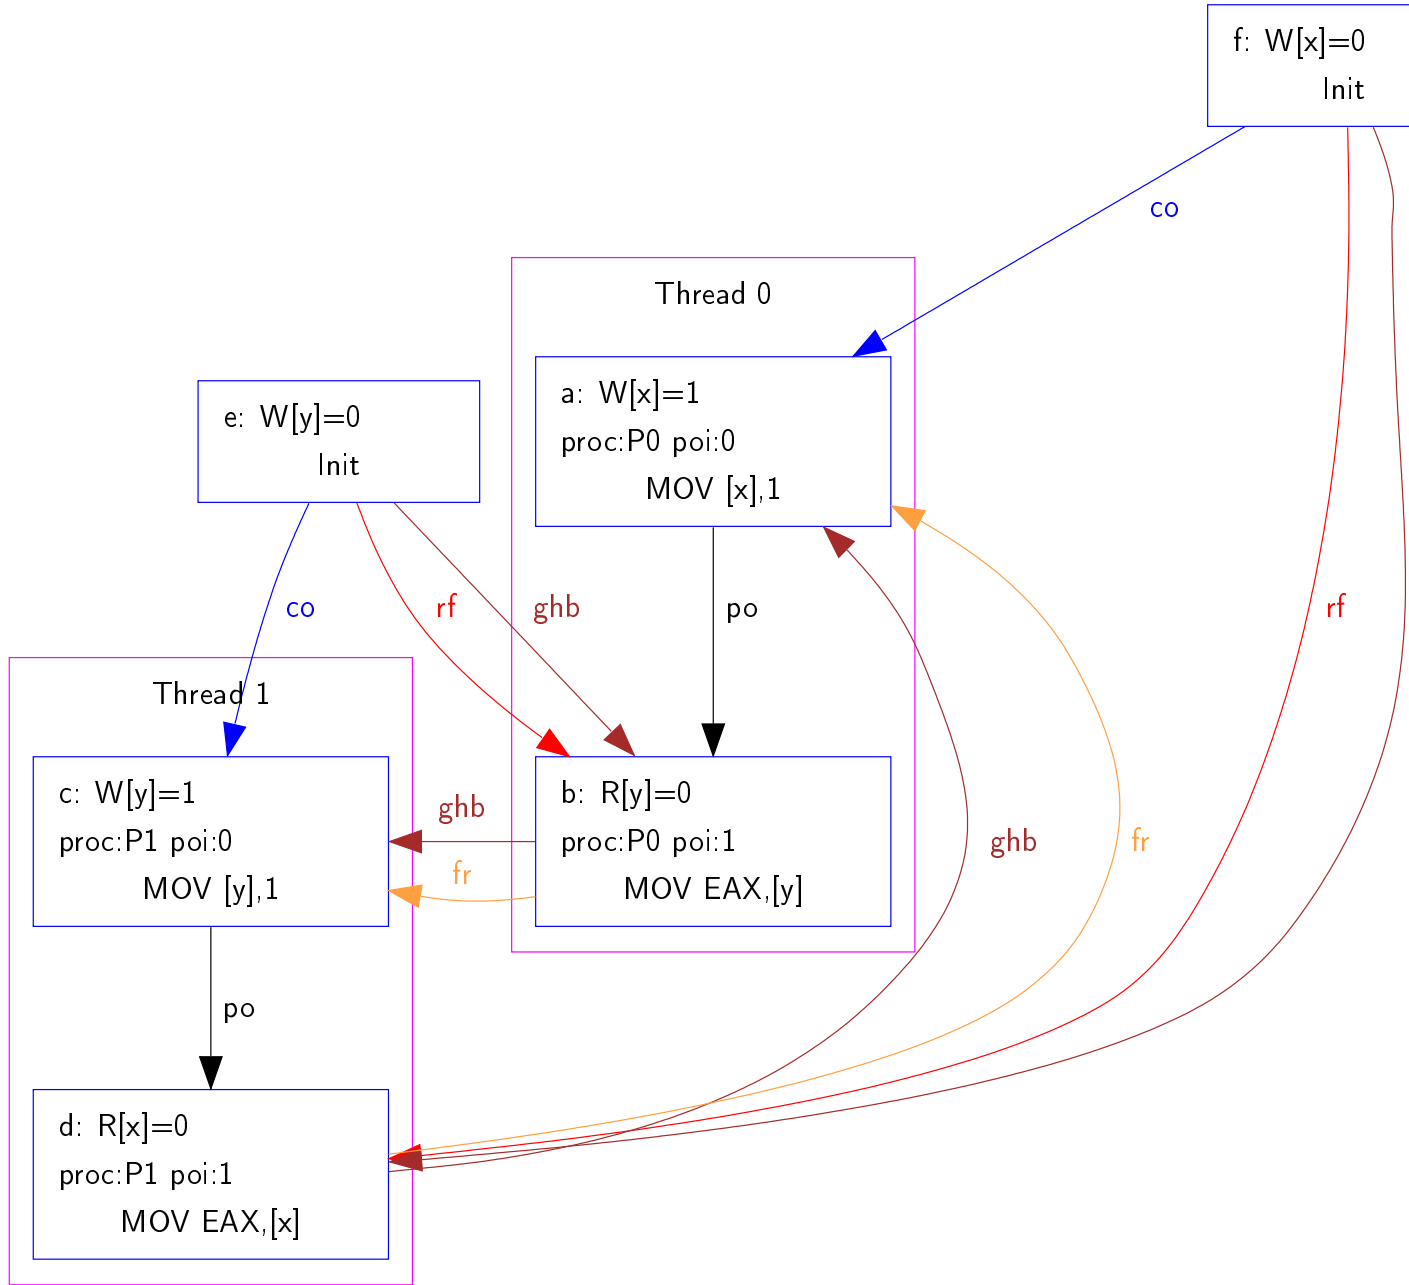 f: W[x]=0
Init
co
Thread 0
a: W[x]=1
proc:P0 poi:0
MOV [x],1
e: W[y]=0
Init
co
rf
ghb
po
rf
Thread 1
c: W[y]=1
proc:P1 poi:0
MOV [y],1
ghb
fr
b: R[y]=0
proc:P0 poi:1
MOV EAX,[y]
ghb
fr
po
d: R[x]=0
proc:P1 poi:1
MOV EAX,[x]